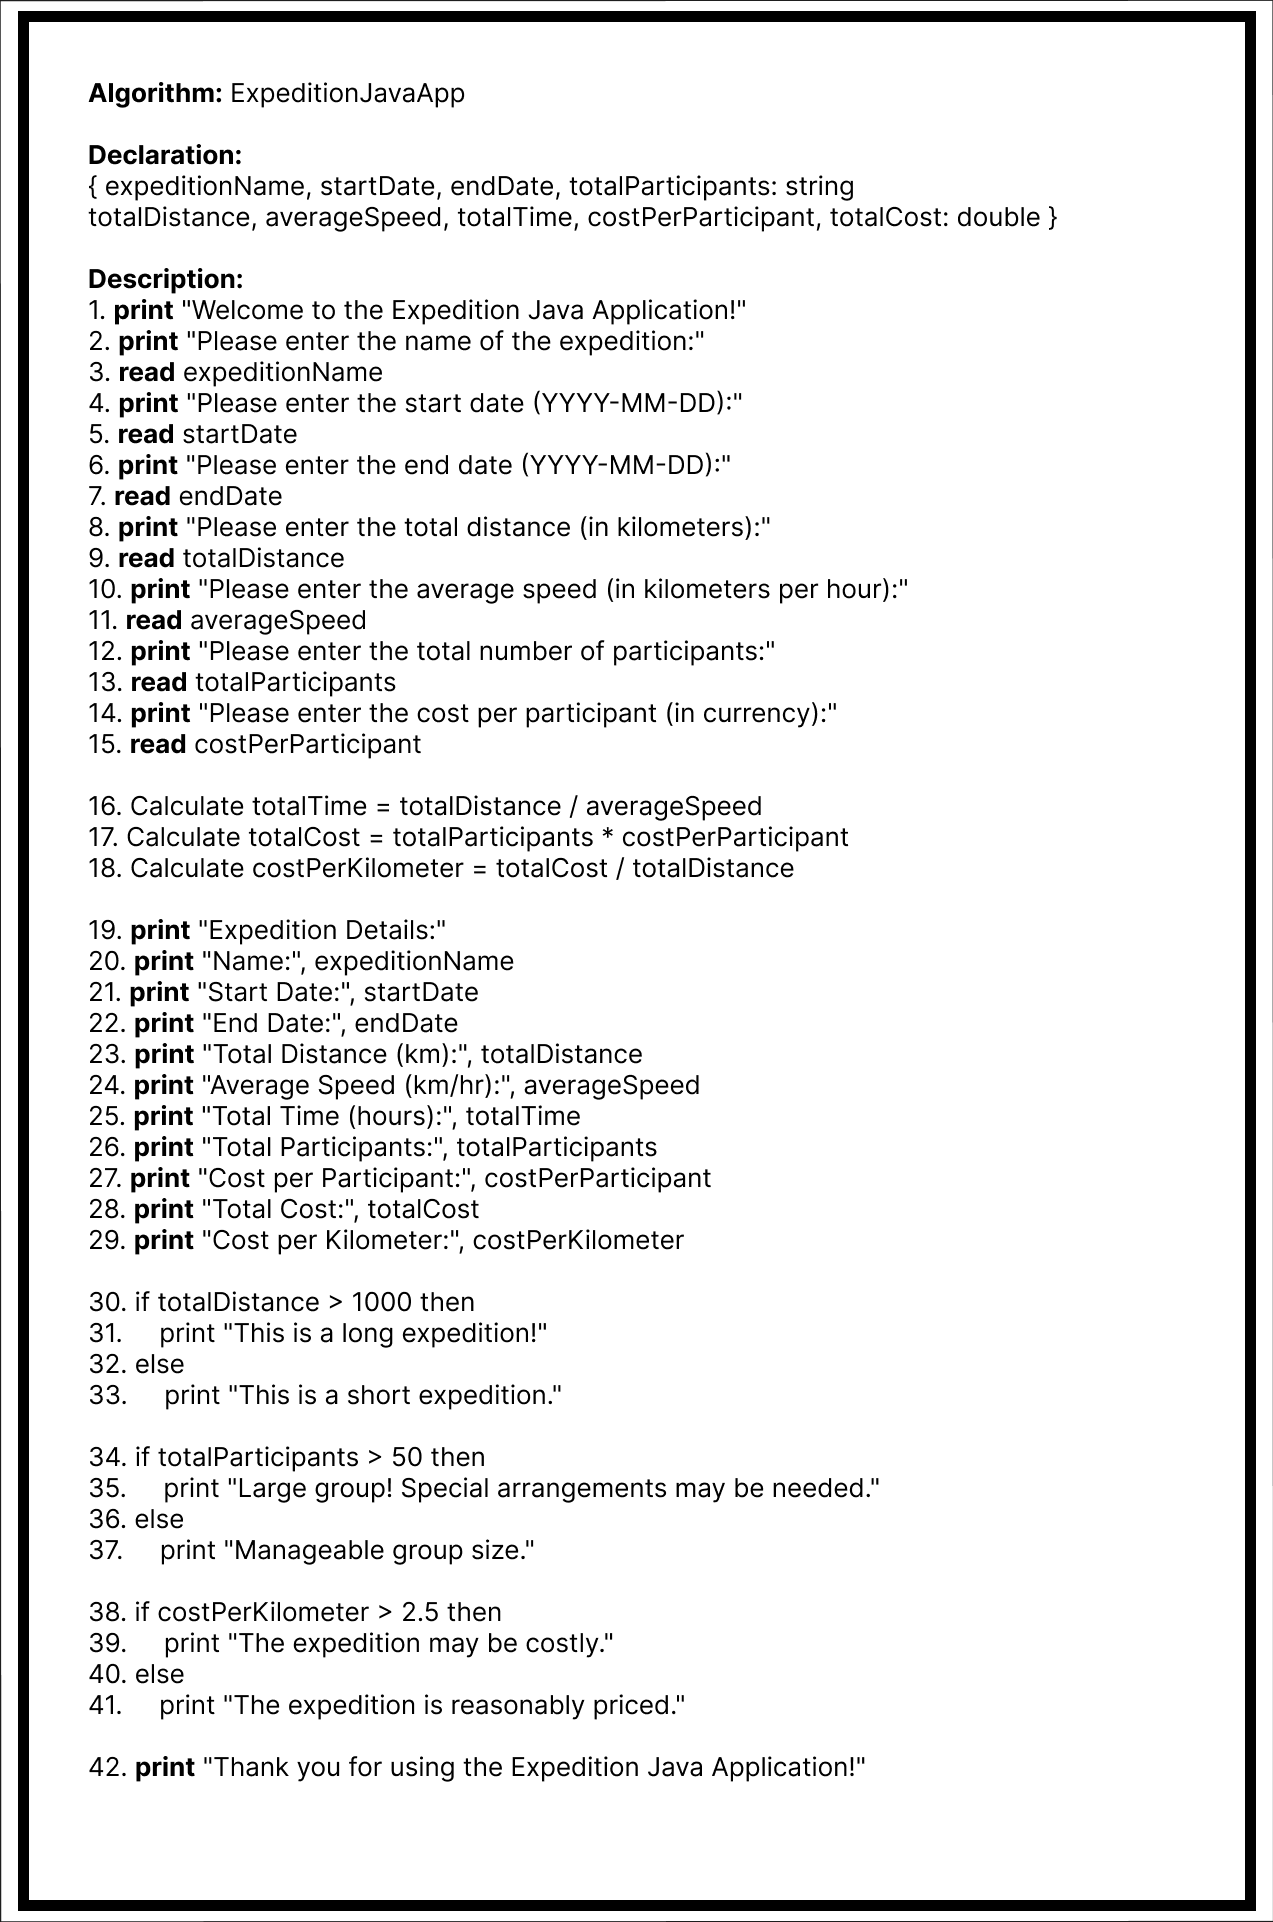 Algorithm: ExpeditionJavaApp
Declaration:
{ expeditionName, startDate, endDate, totalParticipants: string
totalDistance, averageSpeed, totalTime, costPerParticipant, totalCost: double }
Description:
1. print "Welcome to the Expedition Java Application!"
2. print "Please enter the name of the expedition:"
3. read expeditionName
4. print "Please enter the start date (YYYY-MM-DD):"
5. read startDate
6. print "Please enter the end date (YYYY-MM-DD):"
7. read endDate
8. print "Please enter the total distance (in kilometers):"
9. read totalDistance
10. print "Please enter the average speed (in kilometers per hour):"
11. read averageSpeed
12. print "Please enter the total number of participants:"
13. read totalParticipants
14. print "Please enter the cost per participant (in currency):"
15. read costPerParticipant
16. Calculate totalTime = totalDistance / averageSpeed
17. Calculate totalCost = totalParticipants * costPerParticipant
18. Calculate costPerKilometer = totalCost / totalDistance
19. print "Expedition Details:"
20. print "Name:", expeditionName
21. print "Start Date:", startDate
22. print "End Date:", endDate
23. print "Total Distance (km):", totalDistance
24. print "Average Speed (km/hr):", averageSpeed
25. print "Total Time (hours):", totalTime
26. print "Total Participants:", totalParticipants
27. print "Cost per Participant:", costPerParticipant
28. print "Total Cost:", totalCost
29. print "Cost per Kilometer:", costPerKilometer
30. if totalDistance > 1000 then
31.     print "This is a long expedition!"
32. else
33.     print "This is a short expedition."
34. if totalParticipants > 50 then
35.     print "Large group! Special arrangements may be needed."
36. else
37.     print "Manageable group size."
38. if costPerKilometer > 2.5 then
39.     print "The expedition may be costly."
40. else
41.     print "The expedition is reasonably priced."
42. print "Thank you for using the Expedition Java Application!"